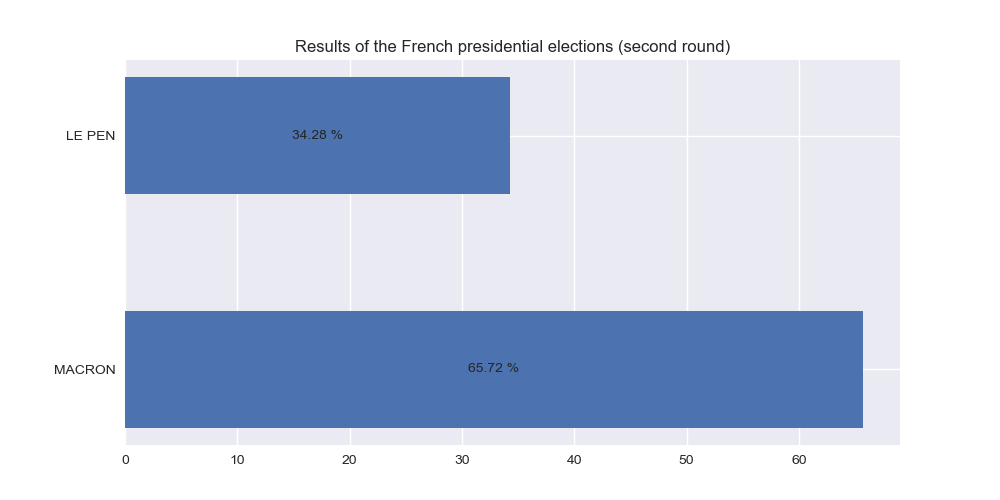 Results of the French presidential elections (second round)
LE PEN
34.28 %
MACRON
65.72 %
0 10 20 30 40 50 60